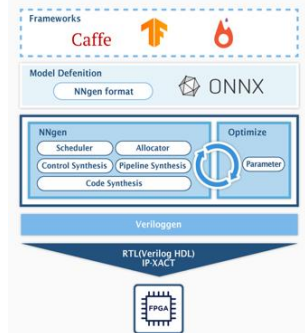 Frameworks
Caffe
Model Defenition
NNgen format
ONNX
NNgen
Optimize
Scheduler
Allocator
Control Synthesis
Pipeline Synthesis
Parameter
Code Synthesis
Veriloggen
RTL(Verilog HDL)
IP-XACT
FPGA